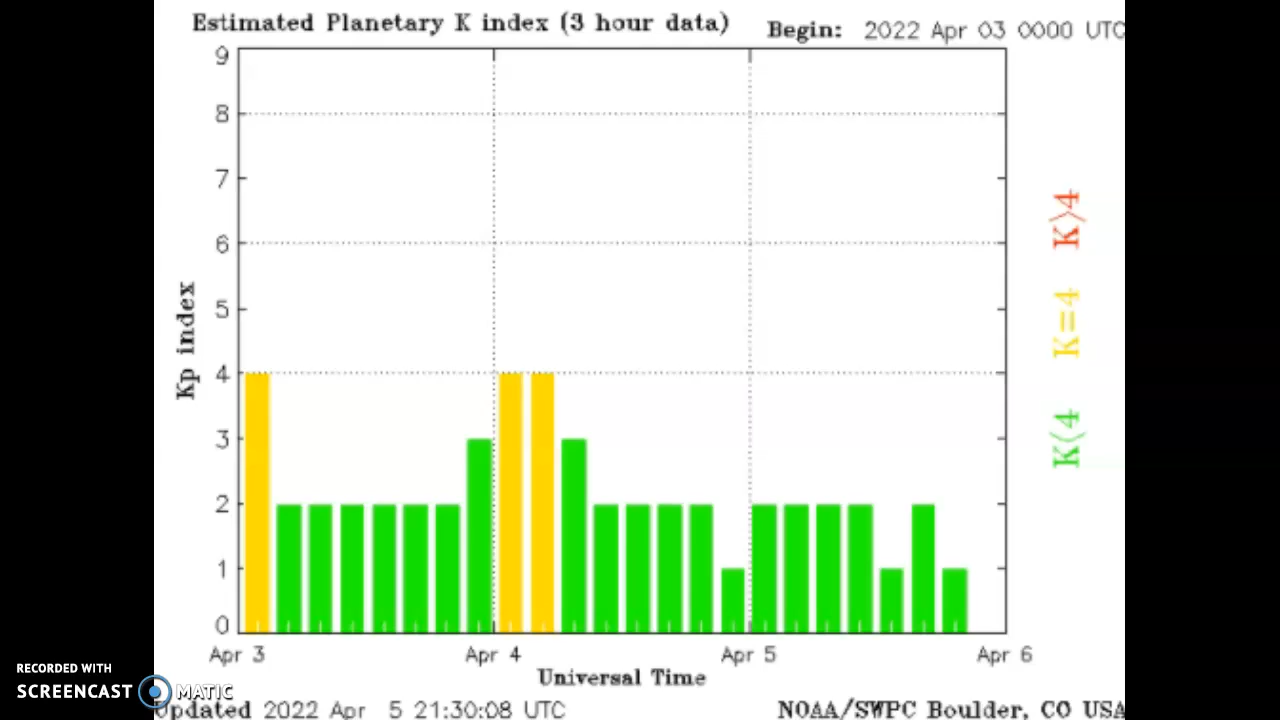 Estimated Planetary K index (3 hour data)
Begin: 2022 Apr 03 0000 UTC
9
8
7
6
5
4
3
2
1
0
Kp index
K>4
K=4
K<4
Apr 3
Apr 4
Apr 5
Apr 6
Universal Time
RECORDED WITH
SCREENCAST MATIC
Updated 2022 Apr 5 21:30:08 UTC
NOAA/SWPC Boulder, CO USA